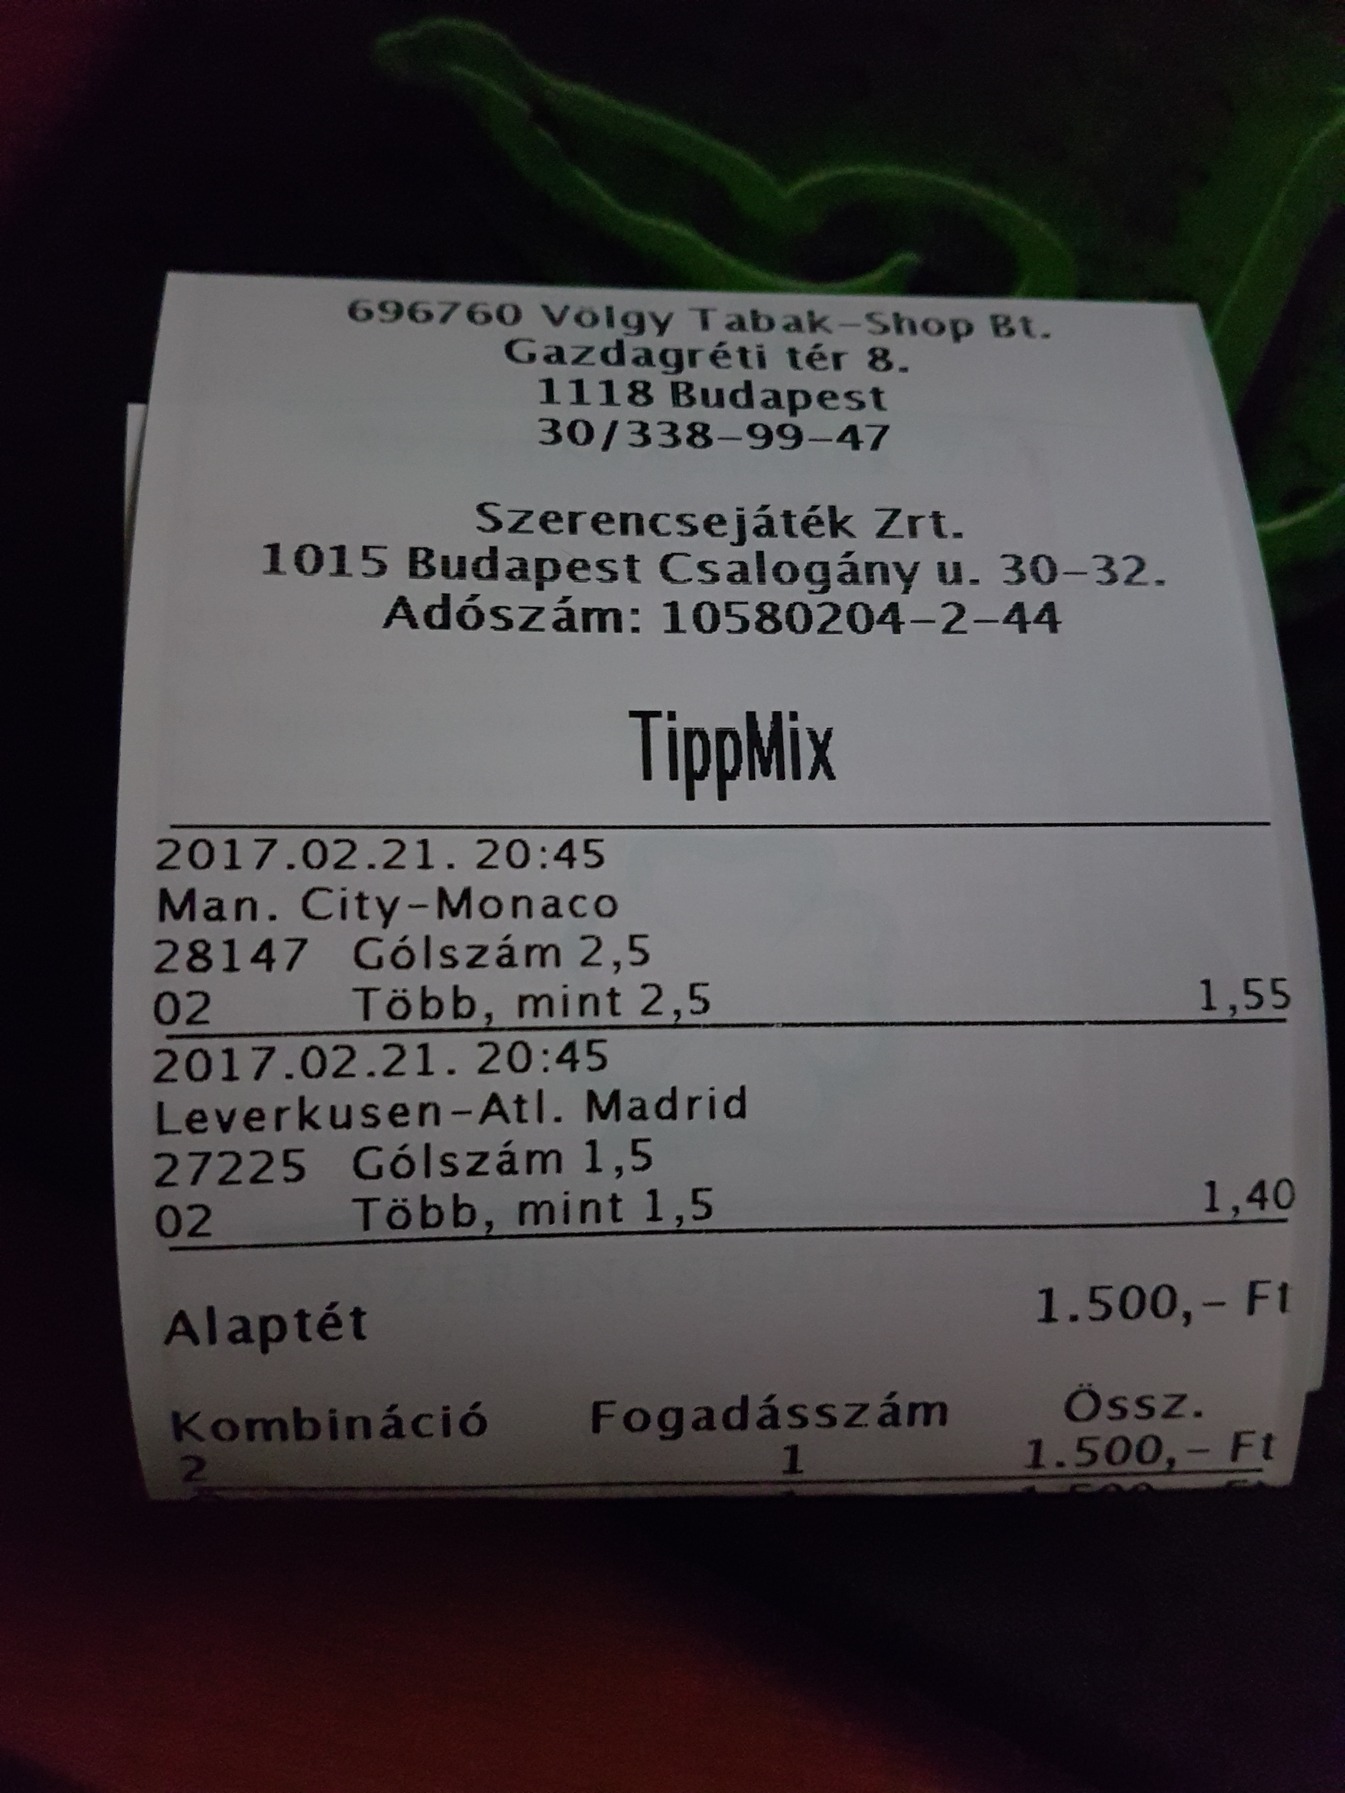 696760 Völgy Tabak-Shop Bt.
Gazdagréti tér 8.
1118 Budapest
30/338-99-47
Szerencsejáték Zrt.
1015 Budapest Csalogány u. 30-32.
Adószám: 10580204-2-44
TippMix
2017.02.21. 20:45
Man. City-Monaco
28147 Gólszám 2,5
02 Több, mint 2,5 1,55
2017.02.21. 20:45
Leverkusen-Atl. Madrid
27225 Gólszám 1,5
02 Több, mint 1,5 1,40
Alaptét 1.500,- Ft
Kombináció Fogadásszám Össz.
2 1 1.500,- Ft